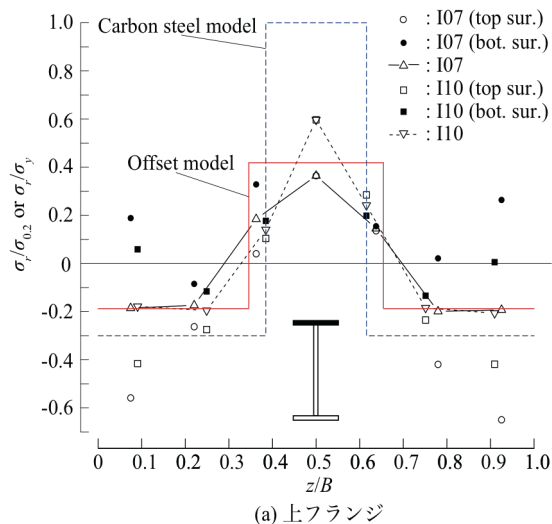 1.0
0.8
0.6
0.4
0.2
0
-0.2
-0.4
-0.6
σr/σ0.2 or σr/σy
Carbon steel model
Offset model
○ : I07 (top sur.)
● : I07 (bot. sur.)
△ : I07
□ : I10 (top sur.)
■ : I10 (bot. sur.)
▽ : I10
0 0.1 0.2 0.3 0.4 0.5 0.6 0.7 0.8 0.9 1.0
z/B
(a) 上フランジ